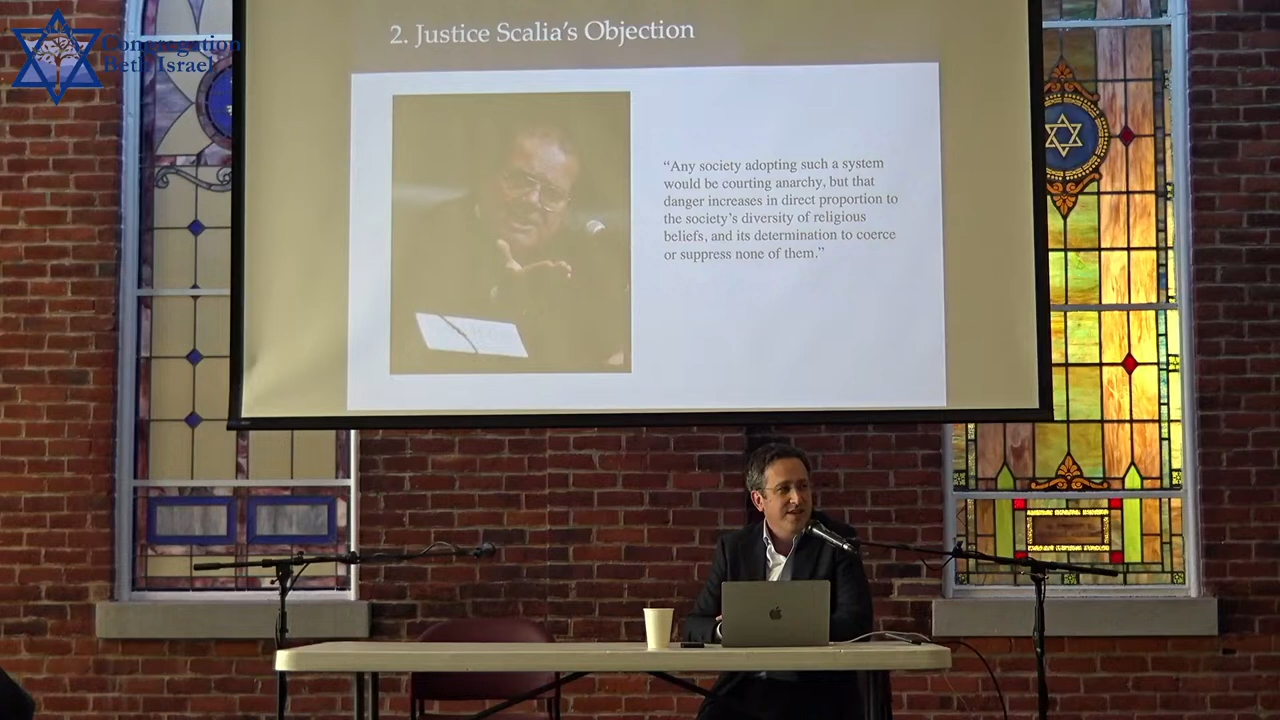 Congregation
Beth Israel
2. Justice Scalia's Objection
“Any society adopting such a system
would be courting anarchy, but that
danger increases in direct proportion to
the society's diversity of religious
beliefs, and its determination to coerce
or suppress none of them.”